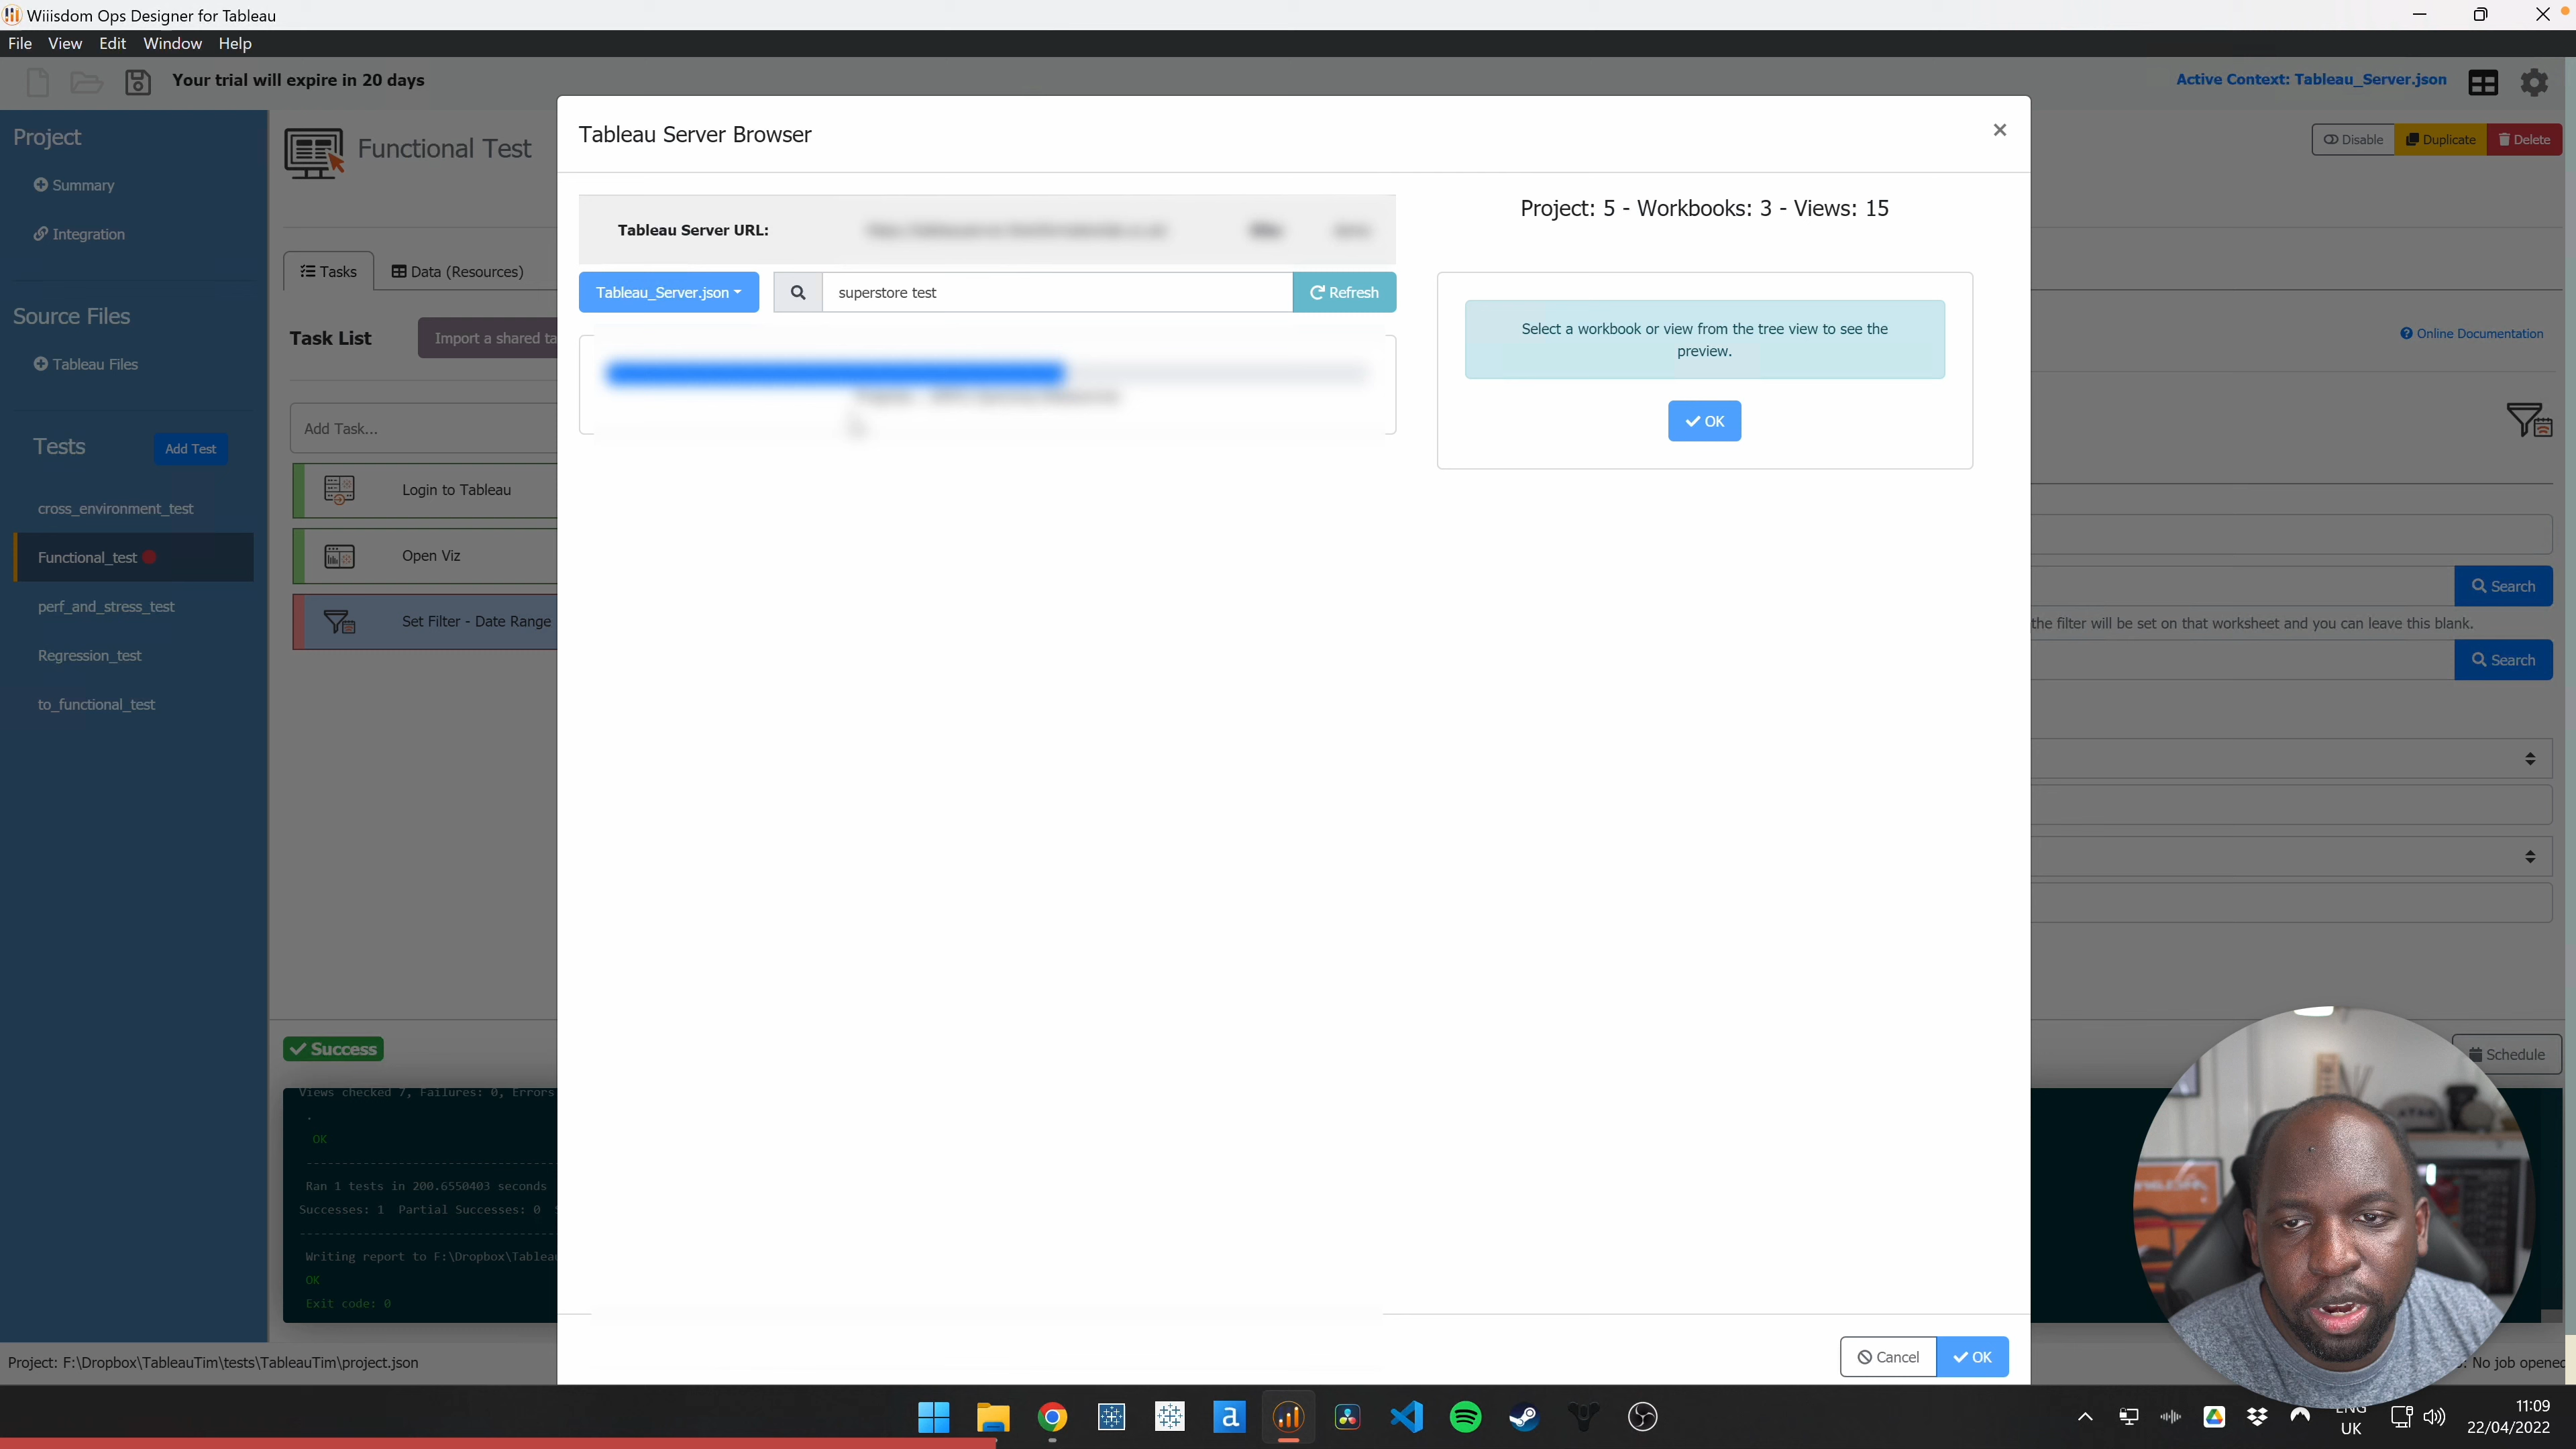 Wiiisdom Ops Designer for Tableau
File View Edit Window Help
Your trial will expire in 20 days
Active Context: Tableau_Server.json
Project
Summary
Integration
Source Files
Tableau Files
Tests
Add Test
cross_environment_test
Functional_test
perf_and_stress_test
Regression_test
to_functional_test
Functional Test
Disable
Duplicate
Delete
Tasks
Data (Resources)
Task List
Import a shared ta
Online Documentation
Add Task...
Login to Tableau
Open Viz
Set Filter - Date Range
Search
the filter will be set on that worksheet and you can leave this blank.
Search
Tableau Server Browser
Tableau Server URL:
Tableau_Server.json
superstore test
Refresh
Project: 5 - Workbooks: 3 - Views: 15
Select a workbook or view from the tree view to see the
preview.
OK
Cancel
OK
Success
Schedule
Views checked 7, Failures: 0, Errors
.
OK
Ran 1 tests in 200.6550403 seconds
Successes: 1 Partial Successes: 0
Writing report to F:\Dropbox\Tablea
OK
Exit code: 0
Project: F:\Dropbox\TableauTim\tests\TableauTim\project.json
No job opened
a
ENG
UK
11:09
22/04/2022